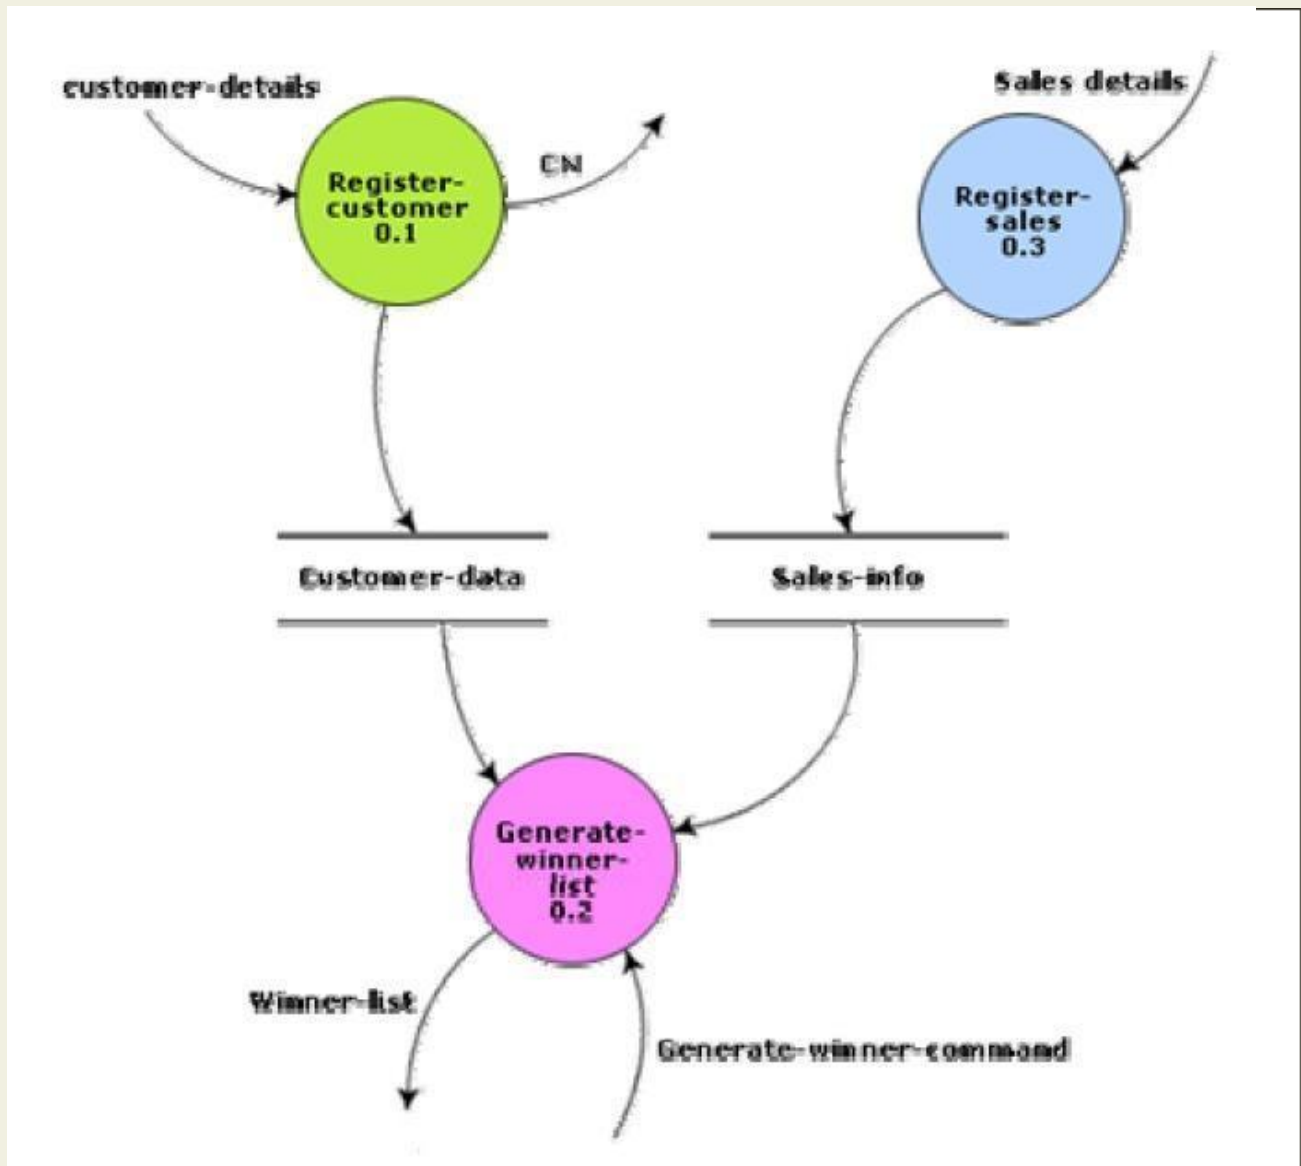 customer-details
Sales details
CN
Register-
customer
0.1
Register-
sales
0.3
Customer-data
Sales-info
Generate-
winner-
list
0.2
Winner-list
Generate-winner-command